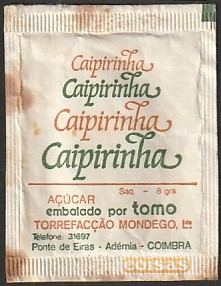 Caipirinha
Caipirinha
Caipirinha
Caipirinha
Saq. - 8 grs
AÇÚCAR
embalado por tomo
TORREFACÇÃO MONDEGO, Lda
Telefone: 31697
Ponte de Eiras - Adémia - COIMBRA